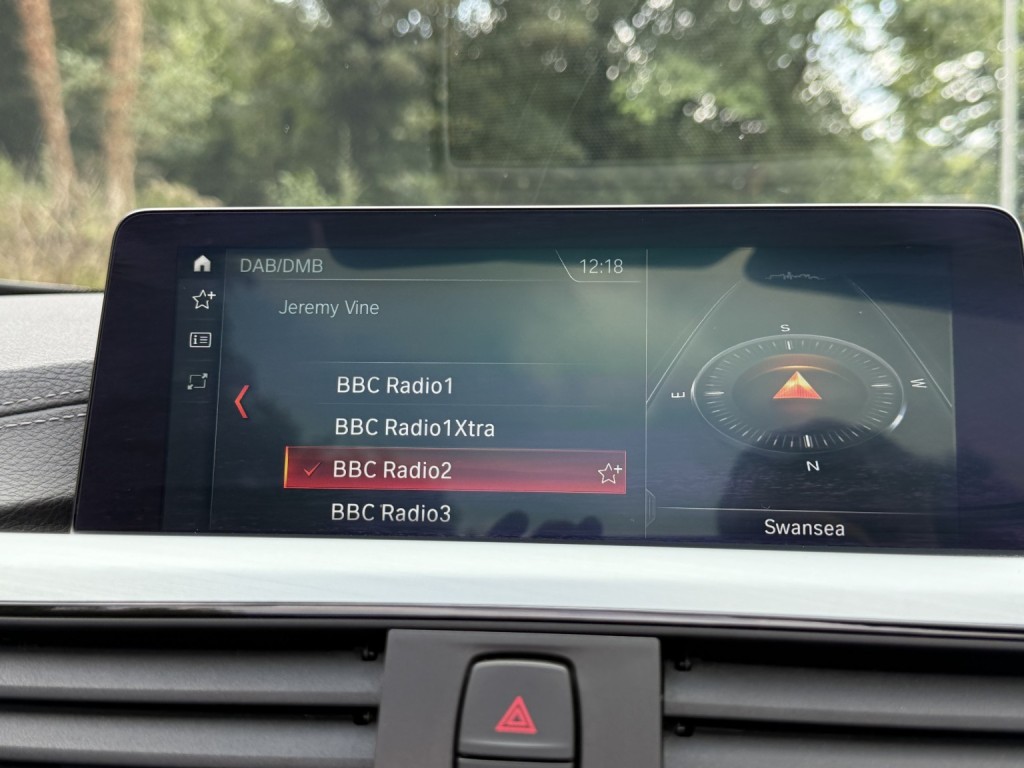 DAB/DMB
12:18
Jeremy Vine
BBC Radio1
BBC Radio1Xtra
BBC Radio2
BBC Radio3
S
E
W
N
Swansea